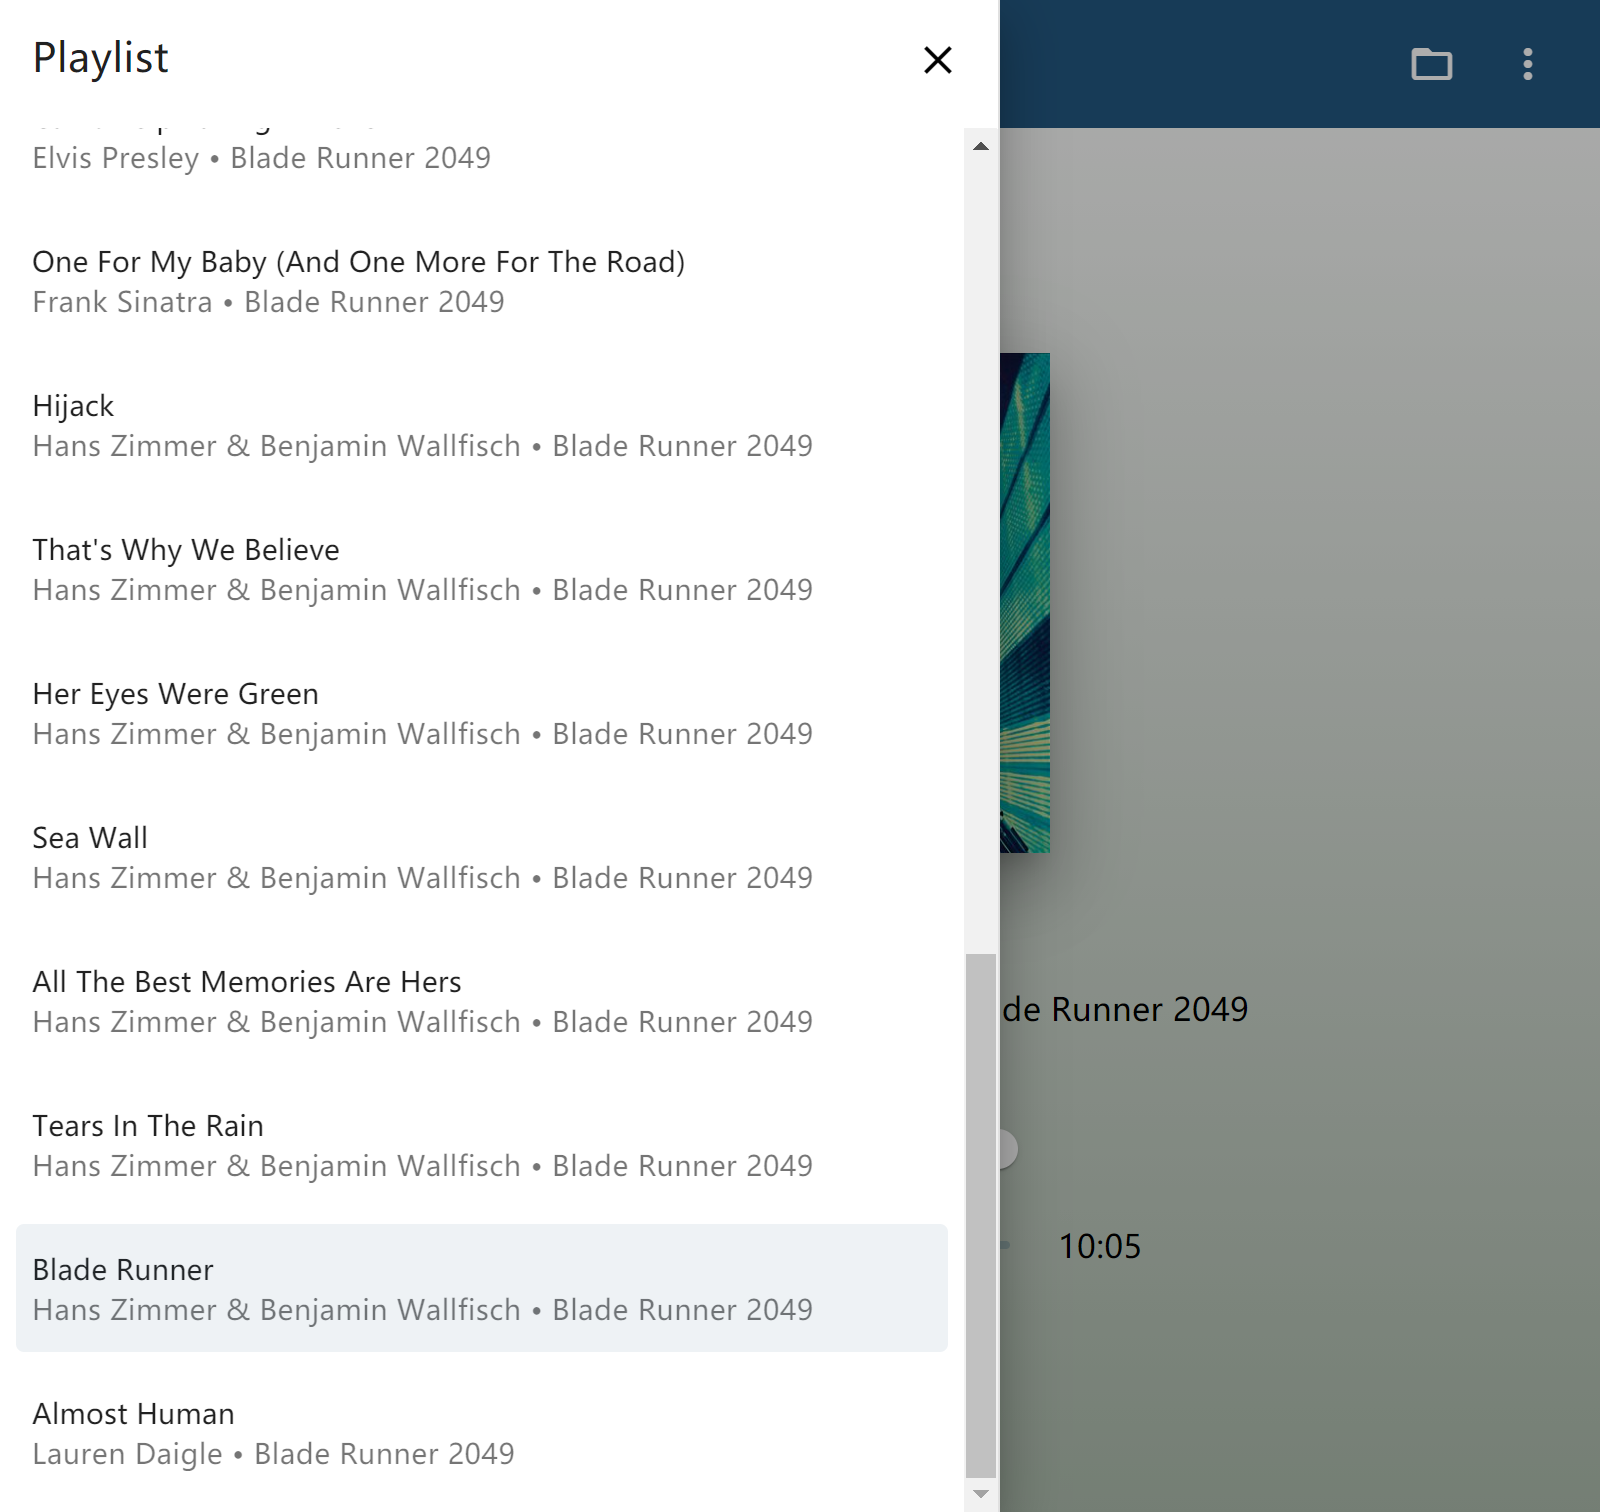 Playlist
Elvis Presley • Blade Runner 2049
One For My Baby (And One More For The Road)
Frank Sinatra • Blade Runner 2049
Hijack
Hans Zimmer & Benjamin Wallfisch • Blade Runner 2049
That's Why We Believe
Hans Zimmer & Benjamin Wallfisch • Blade Runner 2049
Her Eyes Were Green
Hans Zimmer & Benjamin Wallfisch • Blade Runner 2049
Sea Wall
Hans Zimmer & Benjamin Wallfisch • Blade Runner 2049
All The Best Memories Are Hers
Hans Zimmer & Benjamin Wallfisch • Blade Runner 2049
Tears In The Rain
Hans Zimmer & Benjamin Wallfisch • Blade Runner 2049
Blade Runner
Hans Zimmer & Benjamin Wallfisch • Blade Runner 2049
Almost Human
Lauren Daigle • Blade Runner 2049
de Runner 2049
10:05